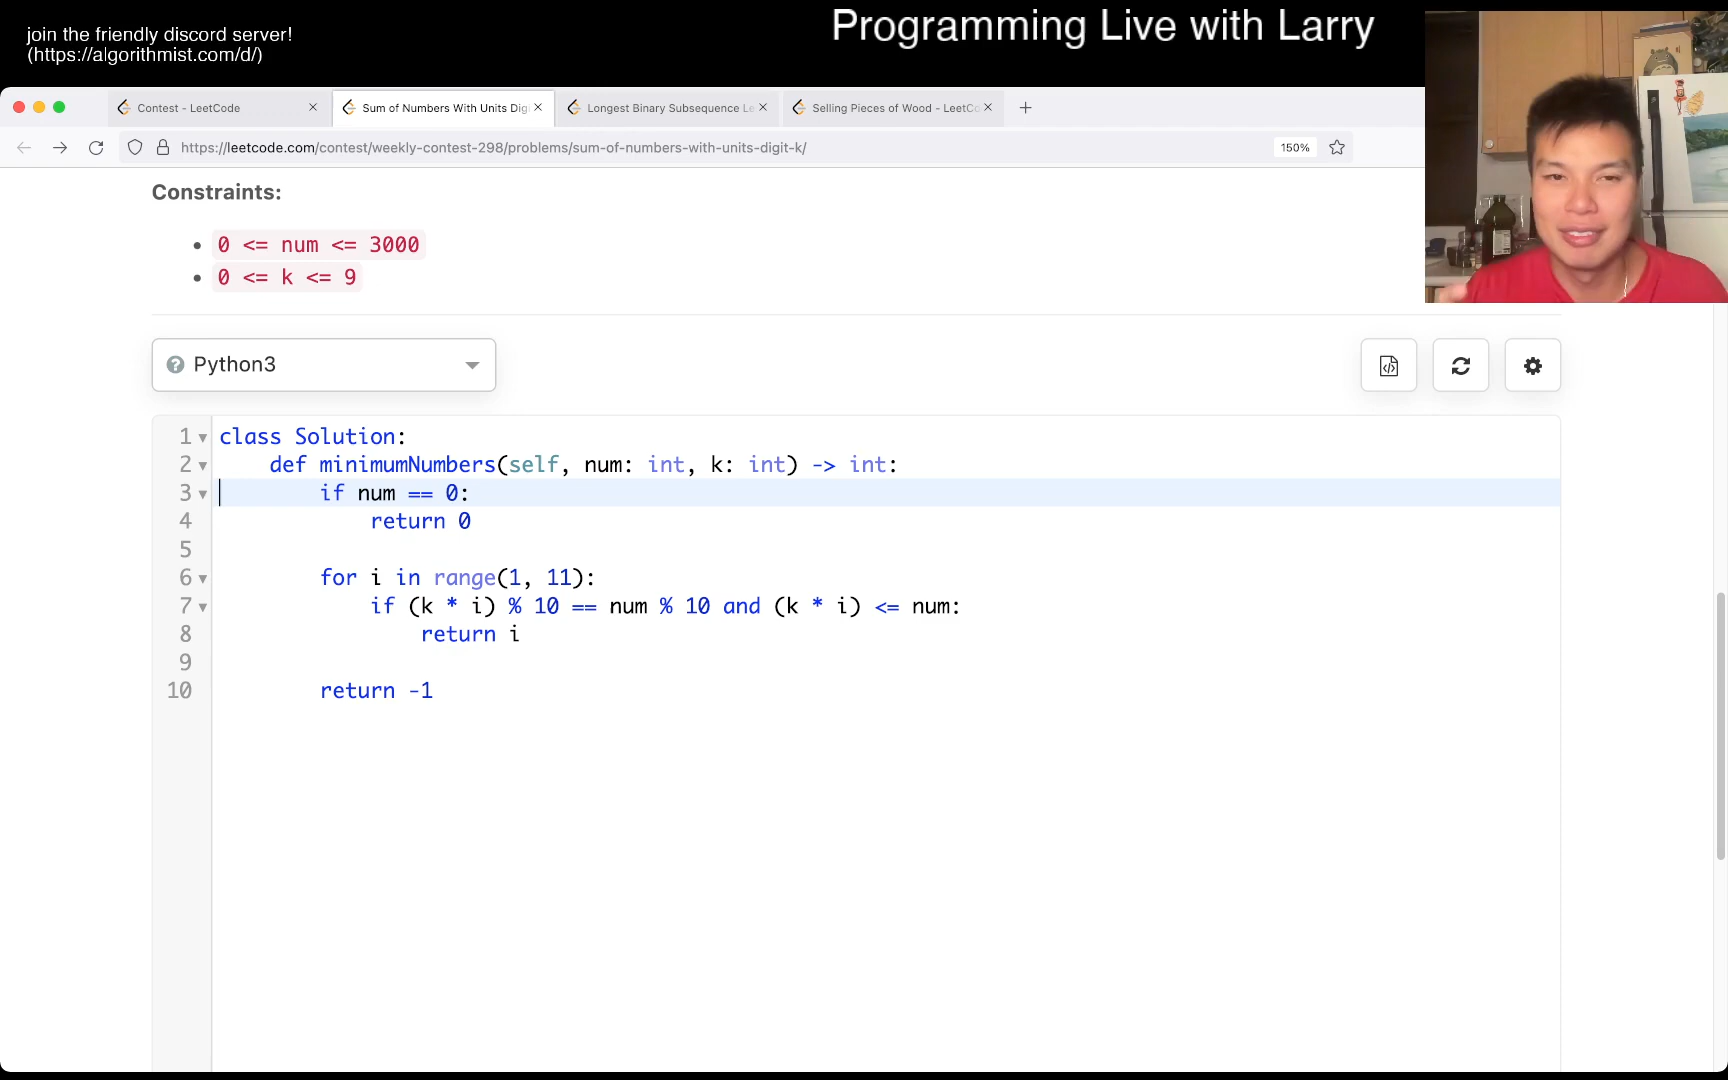 join the friendly discord server!
(https://algorithmist.com/d/)
Programming Live with Larry
Contest - LeetCode
Sum of Numbers With Units Dig
Longest Binary Subsequence Le
Selling Pieces of Wood - LeetCo
https://leetcode.com/contest/weekly-contest-298/problems/sum-of-numbers-with-units-digit-k/
150%
Constraints:
0 <= num <= 3000
0 <= k <= 9
Python3
1 class Solution:
2 def minimumNumbers(self, num: int, k: int) -> int:
3 if num == 0:
4 return 0
5
6 for i in range(1, 11):
7 if (k * i) % 10 == num % 10 and (k * i) <= num:
8 return i
9
10 return -1